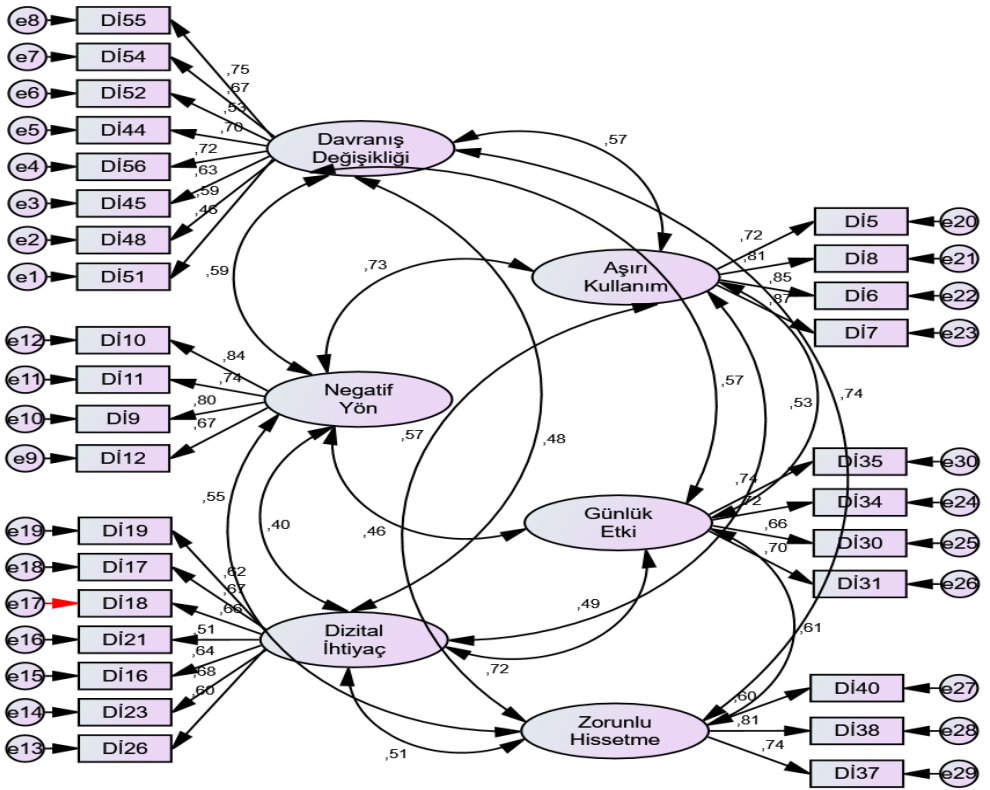 e8
Dİ55
e7
Dİ54
e6
Dİ52
e5
Dİ44
e4
Dİ56
e3
Dİ45
e2
Dİ48
e1
Dİ51
,75
,67
,53
,70
,72
,63
,59
,46
Davranış
Değişikliği
,57
e12
Dİ10
e11
Dİ11
e10
Dİ9
e9
Dİ12
,84
,74
,80
,67
Negatif
Yön
,59
,73
Aşırı
Kullanım
,72
,81
,85
,87
Dİ5
e20
Dİ8
e21
Dİ6
e22
Dİ7
e23
,57
,53
,74
,57
,48
,55
,40
,46
Günlük
Etki
,74
,72
,66
,70
Dİ35
e30
Dİ34
e24
Dİ30
e25
Dİ31
e26
e19
Dİ19
e18
Dİ17
e17
Dİ18
e16
Dİ21
e15
Dİ16
e14
Dİ23
e13
Dİ26
,62
,67
,66
,51
,64
,68
,60
Dizital
İhtiyaç
,49
,72
,61
,51
Zorunlu
Hissetme
,60
,81
,74
Dİ40
e27
Dİ38
e28
Dİ37
e29